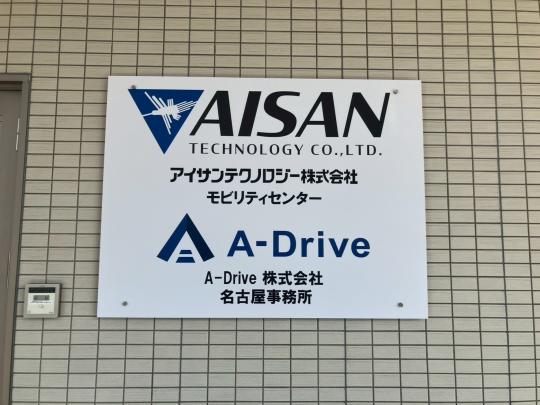 AISAN
TECHNOLOGY CO.,LTD.
アイサンテクノロジー株式会社
モビリティセンター
A-Drive
A-Drive 株式会社
名古屋事務所